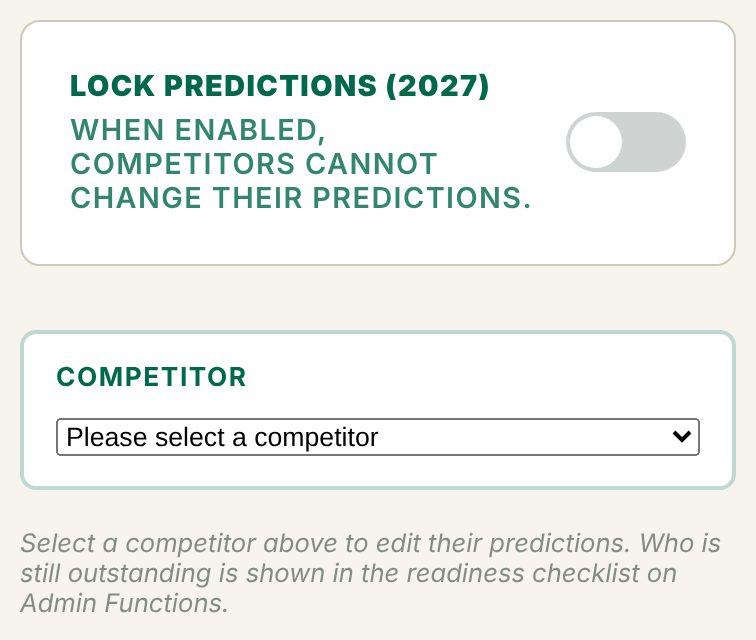 LOCK PREDICTIONS (2027)
WHEN ENABLED,
COMPETITORS CANNOT
CHANGE THEIR PREDICTIONS.
COMPETITOR
Please select a competitor
Select a competitor above to edit their predictions. Who is
still outstanding is shown in the readiness checklist on
Admin Functions.